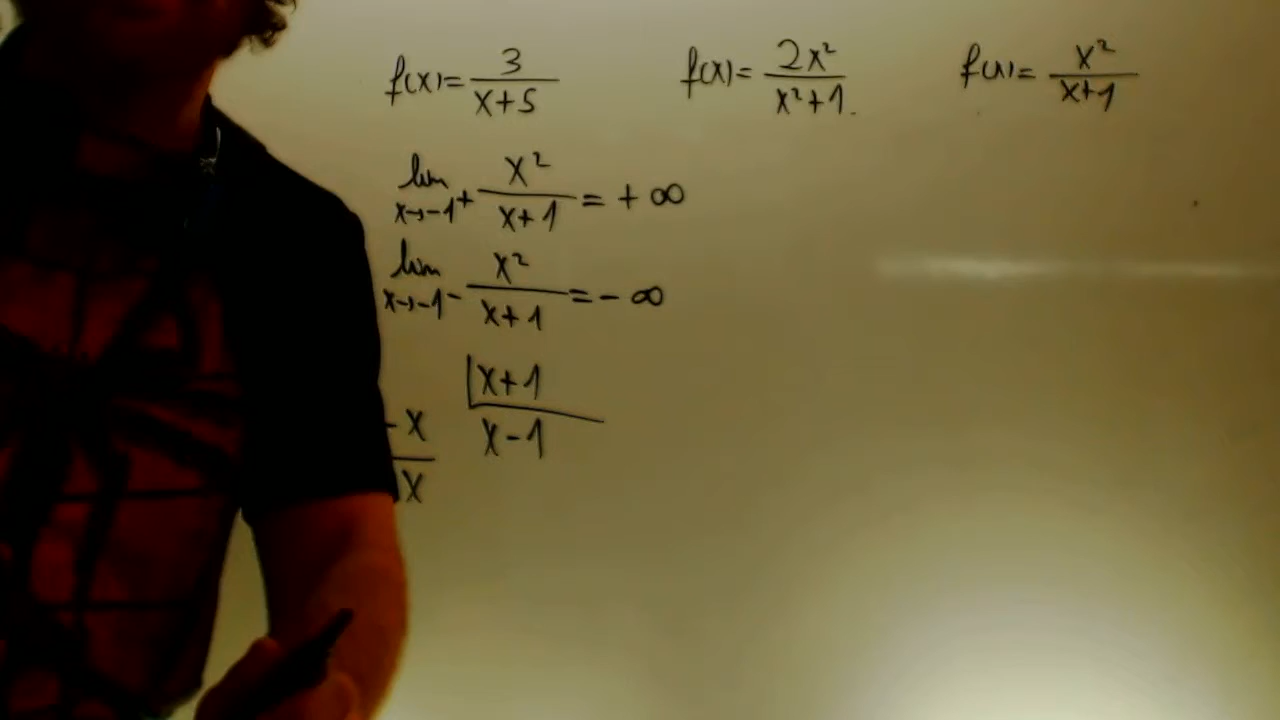 f(x)=3/(x+5) f(x)=2x²/(x²+1) f(x)=x²/(x+1)
lim x→-1⁺ x²/(x+1) = +∞
lim x→-1⁻ x²/(x+1) = -∞
x+1
-x x-1
x